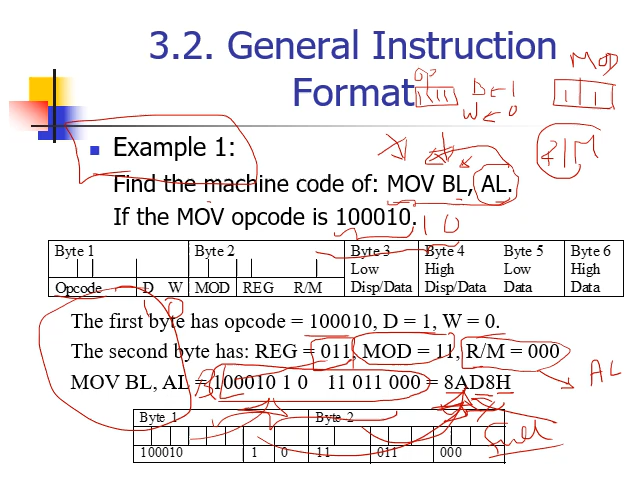 3.2. General Instruction
Format
MOD
D ← 1
W ← 0
R/M
Example 1:
Find the machine code of: MOV BL, AL.
If the MOV opcode is 100010.
1 0
Byte 1 Byte 2 Byte 3 Byte 4 Byte 5 Byte 6
Low High Low High
Opcode D W MOD REG R/M Disp/Data Disp/Data Data Data
The first byte has opcode = 100010, D = 1, W = 0.
The second byte has: REG = 011, MOD = 11, R/M = 000
AL
MOV BL, AL = 100010 1 0 11 011 000 = 8AD8H
Byte 1 Byte 2
100010 1 0 11 011 000